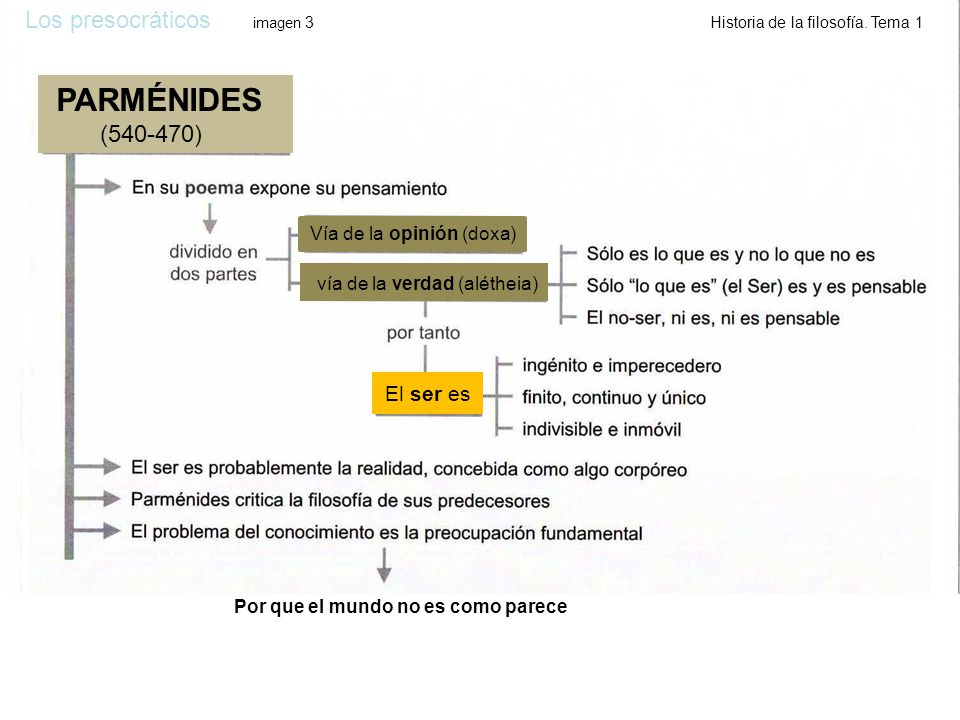 Los presocráticos imagen 3 Historia de la filosofía. Tema 1
PARMÉNIDES
(540-470)
En su poema expone su pensamiento
dividido en
dos partes
Vía de la opinión (doxa)
vía de la verdad (alétheia)
Sólo es lo que es y no lo que no es
Sólo "lo que es" (el Ser) es y es pensable
El no-ser, ni es, ni es pensable
por tanto
El ser es
ingénito e imperecedero
finito, continuo y único
indivisible e inmóvil
El ser es probablemente la realidad, concebida como algo corpóreo
Parménides critica la filosofía de sus predecesores
El problema del conocimiento es la preocupación fundamental
Por que el mundo no es como parece